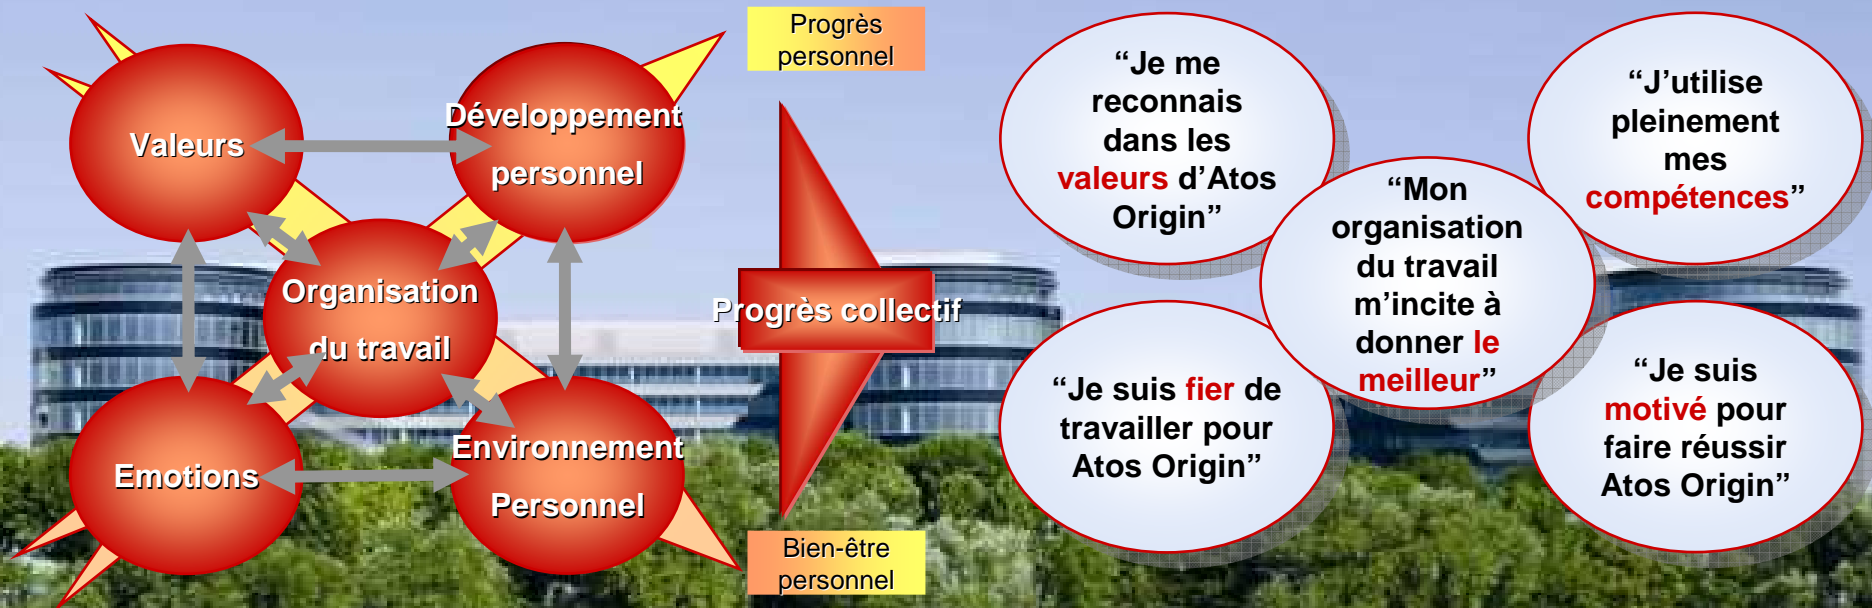 Valeurs
Développement
personnel
Organisation
du travail
Emotions
Environnement
Personnel
Progrès
personnel
Progrès collectif
Bien-être
personnel
“Je me
reconnais
dans les
valeurs d’Atos
Origin”
“J’utilise
pleinement
mes
compétences”
“Mon
organisation
du travail
m’incite à
donner le
meilleur”
“Je suis fier de
travailler pour
Atos Origin”
“Je suis
motivé pour
faire réussir
Atos Origin”